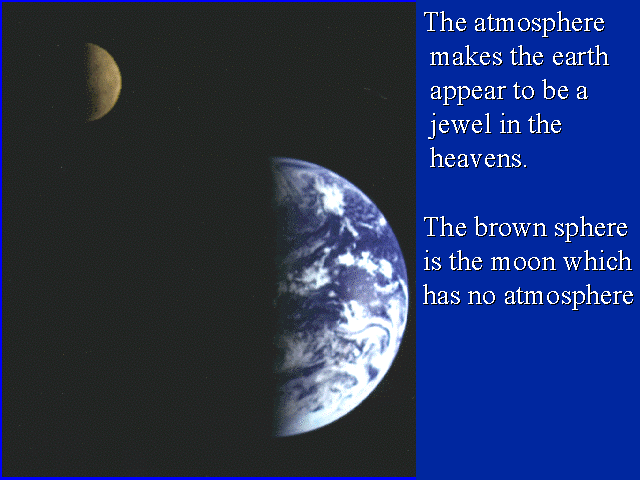 The atmosphere
makes the earth
appear to be a
jewel in the
heavens.
The brown sphere
is the moon which
has no atmosphere